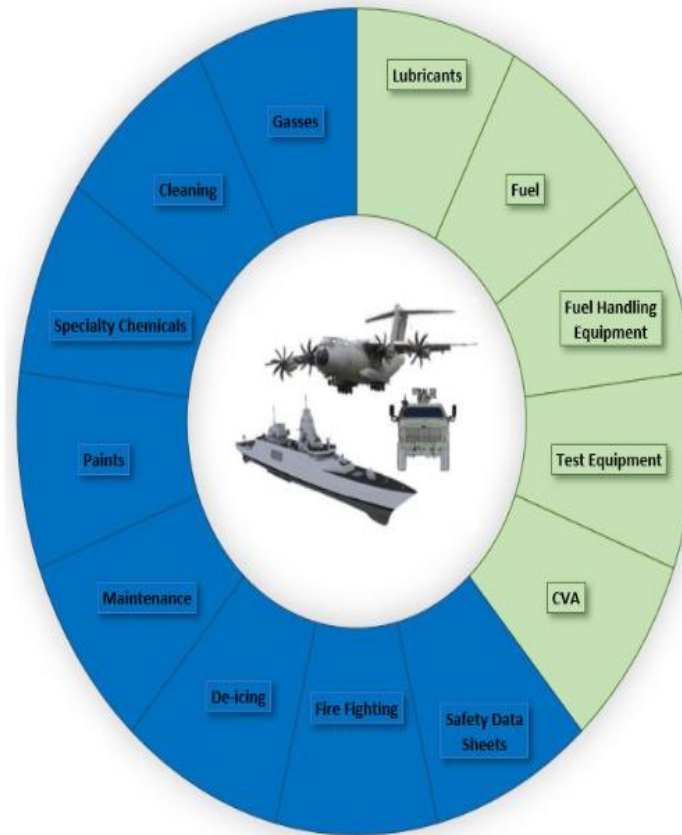 Lubricants
Fuel
Fuel Handling
Equipment
Test Equipment
CVA
Safety Data
Sheets
Fire Fighting
De-icing
Maintenance
Paints
Specialty Chemicals
Cleaning
Gasses